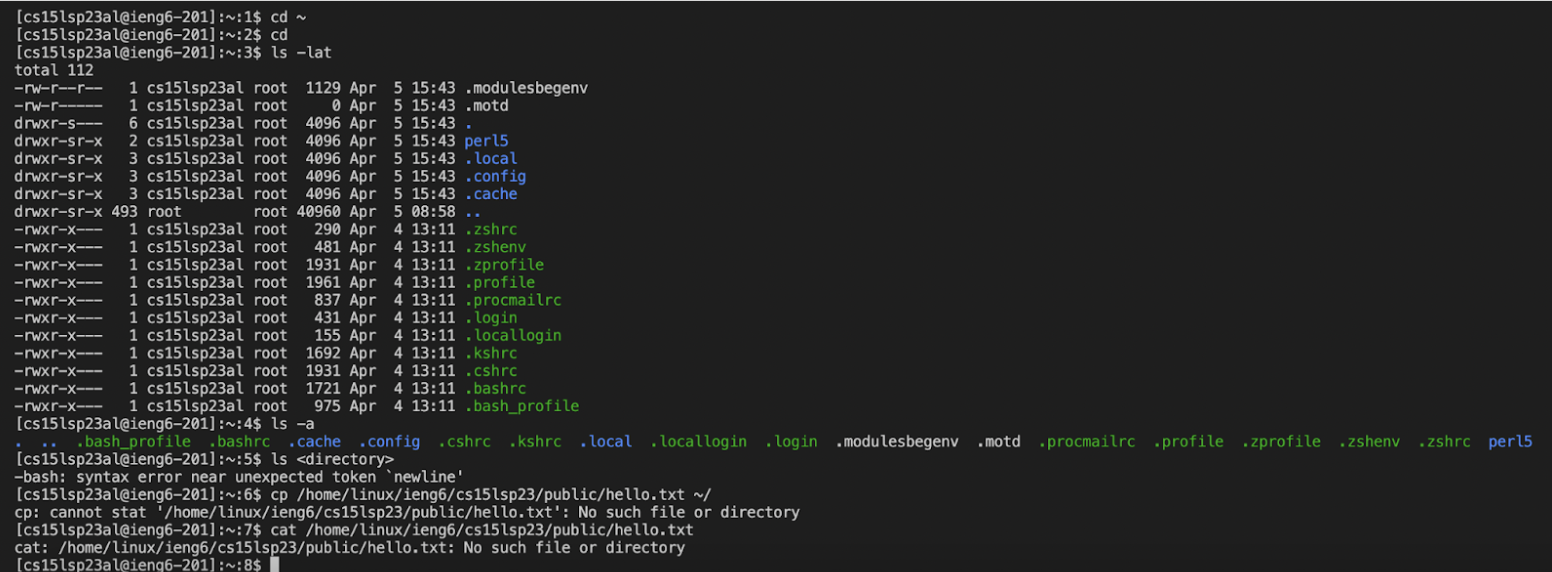 [cs15lsp23al@ieng6-201]:~:1$ cd ~
[cs15lsp23al@ieng6-201]:~:2$ cd
[cs15lsp23al@ieng6-201]:~:3$ ls -lat
total 112
-rw-r--r--   1 cs15lsp23al root  1129 Apr  5 15:43 .modulesbegenv
-rw-r-----   1 cs15lsp23al root     0 Apr  5 15:43 .motd
drwxr-s---   6 cs15lsp23al root  4096 Apr  5 15:43 .
drwxr-sr-x   2 cs15lsp23al root  4096 Apr  5 15:43 perl5
drwxr-sr-x   3 cs15lsp23al root  4096 Apr  5 15:43 .local
drwxr-sr-x   3 cs15lsp23al root  4096 Apr  5 15:43 .config
drwxr-sr-x   3 cs15lsp23al root  4096 Apr  5 15:43 .cache
drwxr-sr-x 493 root        root 40960 Apr  5 08:58 ..
-rwxr-x---   1 cs15lsp23al root   290 Apr  4 13:11 .zshrc
-rwxr-x---   1 cs15lsp23al root   481 Apr  4 13:11 .zshenv
-rwxr-x---   1 cs15lsp23al root  1931 Apr  4 13:11 .zprofile
-rwxr-x---   1 cs15lsp23al root  1961 Apr  4 13:11 .profile
-rwxr-x---   1 cs15lsp23al root   837 Apr  4 13:11 .procmailrc
-rwxr-x---   1 cs15lsp23al root   431 Apr  4 13:11 .login
-rwxr-x---   1 cs15lsp23al root   155 Apr  4 13:11 .locallogin
-rwxr-x---   1 cs15lsp23al root  1692 Apr  4 13:11 .kshrc
-rwxr-x---   1 cs15lsp23al root  1931 Apr  4 13:11 .cshrc
-rwxr-x---   1 cs15lsp23al root  1721 Apr  4 13:11 .bashrc
-rwxr-x---   1 cs15lsp23al root   975 Apr  4 13:11 .bash_profile
[cs15lsp23al@ieng6-201]:~:4$ ls -a
.  ..  .bash_profile  .bashrc  .cache  .config  .cshrc  .kshrc  .local  .locallogin  .login  .modulesbegenv  .motd  .procmailrc  .profile  .zprofile  .zshenv  .zshrc  perl5
[cs15lsp23al@ieng6-201]:~:5$ ls <directory>
-bash: syntax error near unexpected token `newline'
[cs15lsp23al@ieng6-201]:~:6$ cp /home/linux/ieng6/cs15lsp23/public/hello.txt ~/
cp: cannot stat '/home/linux/ieng6/cs15lsp23/public/hello.txt': No such file or directory
[cs15lsp23al@ieng6-201]:~:7$ cat /home/linux/ieng6/cs15lsp23/public/hello.txt
cat: /home/linux/ieng6/cs15lsp23/public/hello.txt: No such file or directory
[cs15lsp23al@ieng6-201]:~:8$